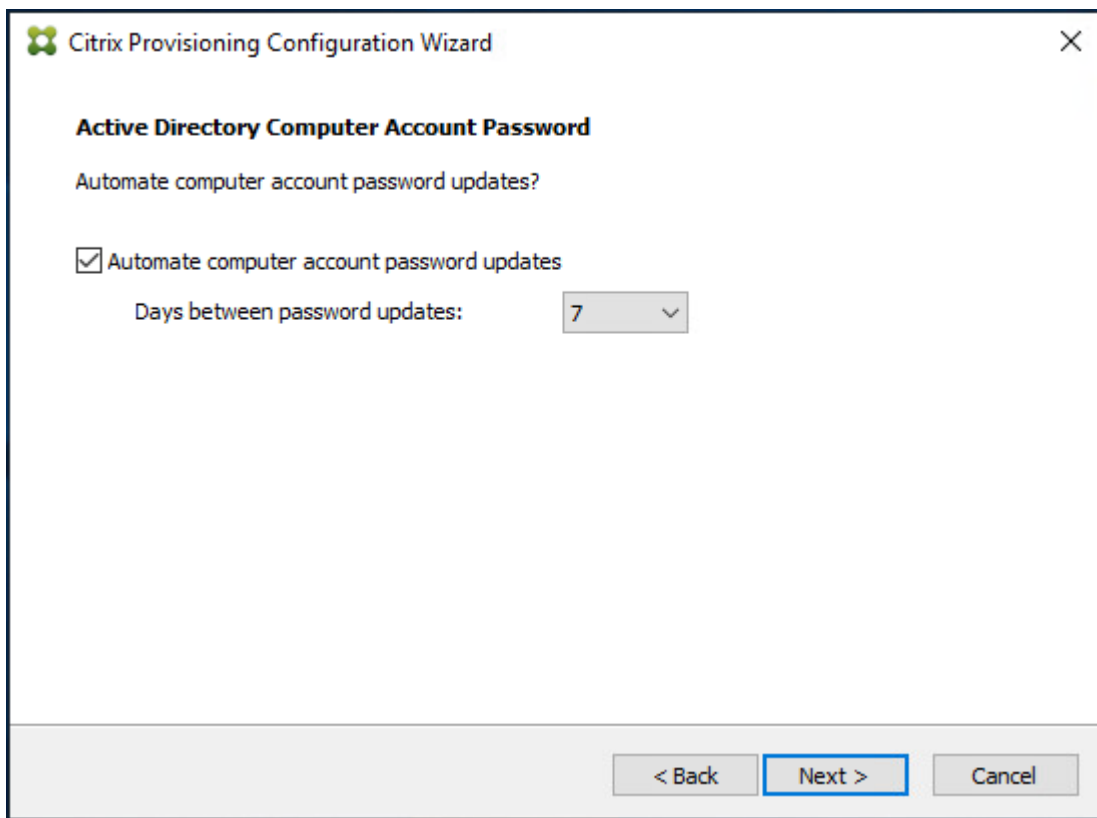 Citrix Provisioning Configuration Wizard
Active Directory Computer Account Password
Automate computer account password updates?
Automate computer account password updates
Days between password updates: 7
< Back Next > Cancel